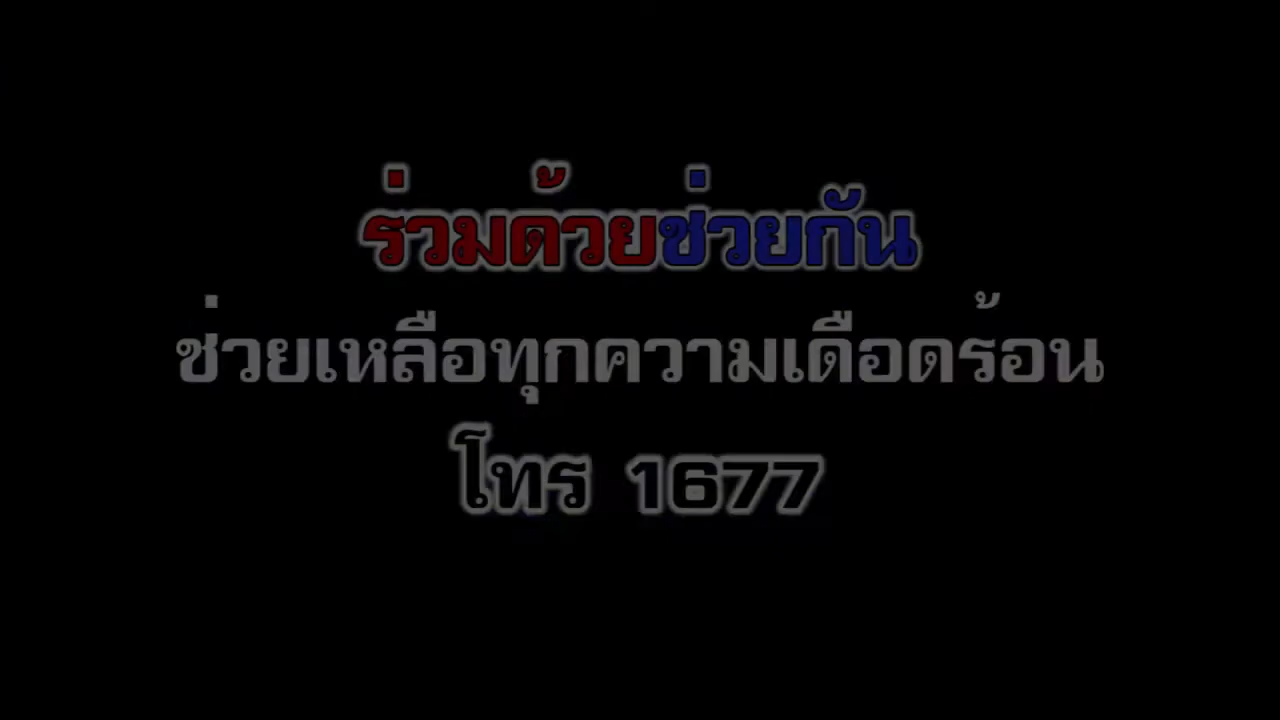 ร่วมด้วยช่วยกัน
ช่วยเหลือทุกความเดือดร้อน
โทร 1677